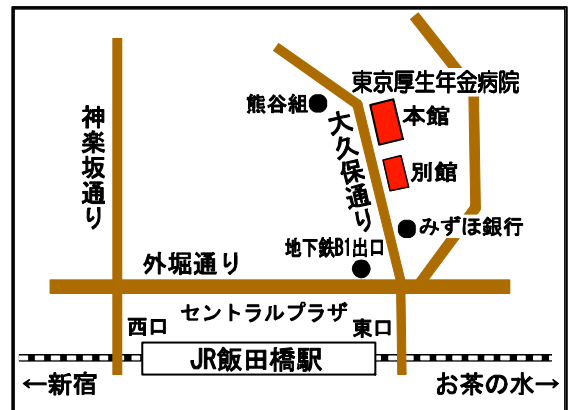 東京厚生年金病院
熊谷組
本館
神楽坂通り
大久保通り
別館
みずほ銀行
地下鉄B1出口
外堀通り
セントラルプラザ
西口
東口
JR飯田橋駅
←新宿
お茶の水→